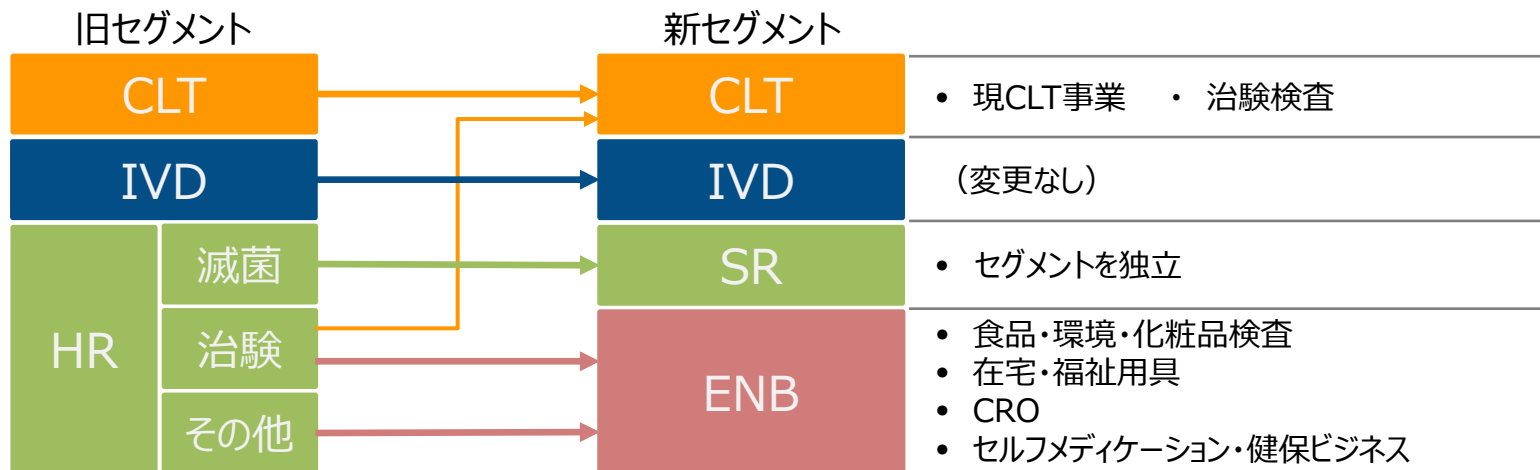 旧セグメント
新セグメント
CLT
CLT
• 現CLT事業 ・ 治験検査
IVD
IVD
（変更なし）
HR
滅菌
SR
• セグメントを独立
治験
その他
ENB
• 食品・環境・化粧品検査
• 在宅・福祉用具
• CRO
• セルフメディケーション・健保ビジネス